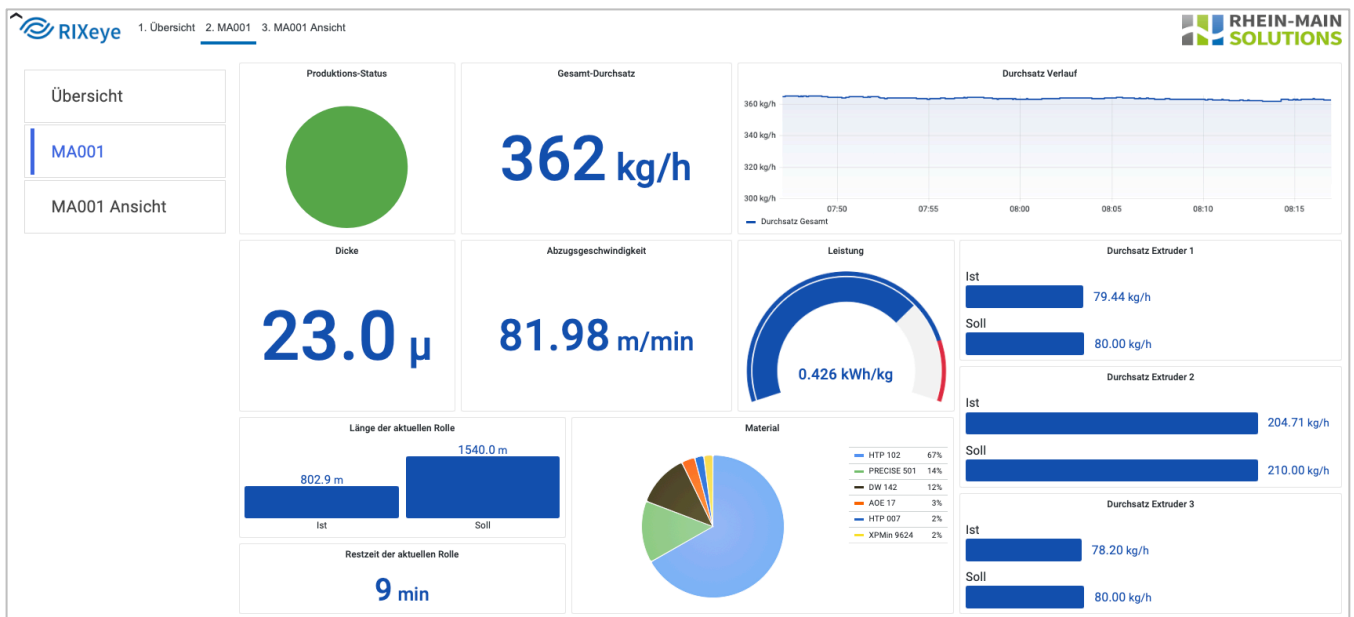 RIXeye
1. Übersicht 2. MA001 3. MA001 Ansicht
RHEIN-MAIN
SOLUTIONS
Übersicht
MA001
MA001 Ansicht
Produktions-Status
Gesamt-Durchsatz
362 kg/h
Durchsatz Verlauf
360 kg/h
340 kg/h
320 kg/h
300 kg/h
07:50 07:55 08:00 08:05 08:10 08:15
Durchsatz Gesamt
Dicke
23.0 µ
Abzugsgeschwindigkeit
81.98 m/min
Leistung
0.426 kWh/kg
Durchsatz Extruder 1
Ist
79.44 kg/h
Soll
80.00 kg/h
Durchsatz Extruder 2
Ist
204.71 kg/h
Soll
210.00 kg/h
Durchsatz Extruder 3
Ist
78.20 kg/h
Soll
80.00 kg/h
Länge der aktuellen Rolle
802.9 m
1540.0 m
Ist Soll
Restzeit der aktuellen Rolle
9 min
Material
HTP 102 67%
PRECISE 501 14%
DW 142 12%
AOE 17 3%
HTP 007 2%
XPMin 9624 2%